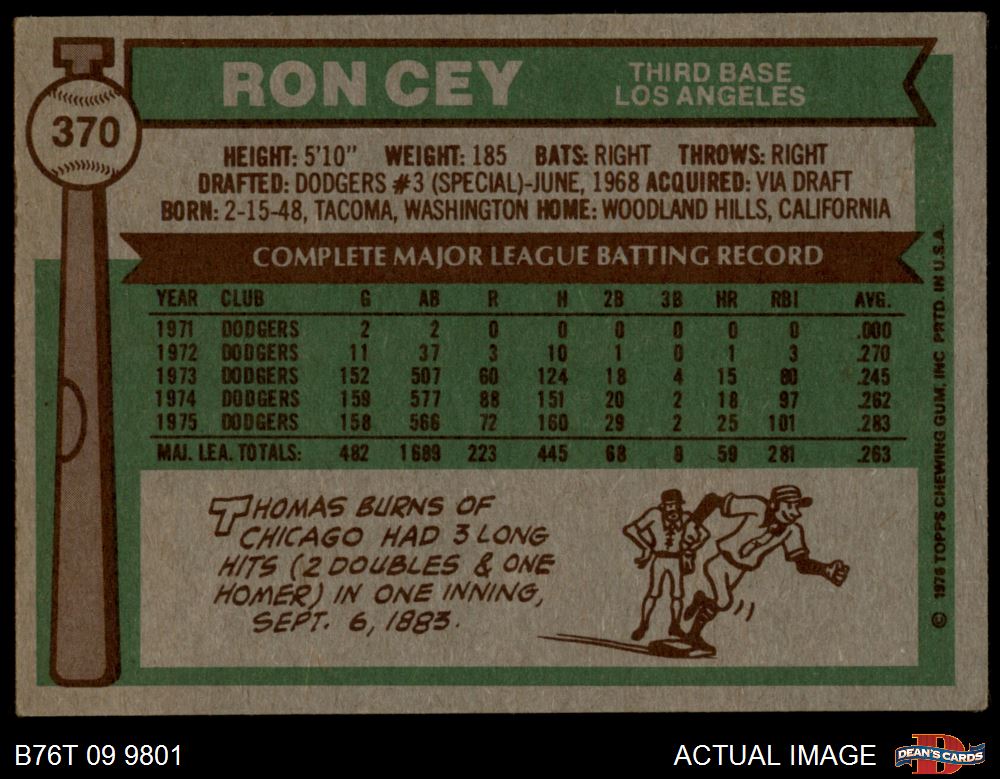 RON CEY
THIRD BASE
LOS ANGELES
370
HEIGHT: 5'10" WEIGHT: 185 BATS: RIGHT THROWS: RIGHT
DRAFTED: DODGERS #3 (SPECIAL)-JUNE, 1968 ACQUIRED: VIA DRAFT
BORN: 2-15-48, TACOMA, WASHINGTON HOME: WOODLAND HILLS, CALIFORNIA
COMPLETE MAJOR LEAGUE BATTING RECORD
YEAR CLUB G AB R H 2B 3B HR RBI AVG.
1971 DODGERS 2 2 0 0 0 0 0 0 .000
1972 DODGERS 11 37 3 10 1 0 1 3 .270
1973 DODGERS 152 507 60 124 18 4 15 80 .245
1974 DODGERS 159 577 88 151 20 2 18 97 .262
1975 DODGERS 158 566 72 160 29 2 25 101 .283
MAJ. LEA. TOTALS: 482 1689 223 445 68 8 59 281 .263
THOMAS BURNS OF
CHICAGO HAD 3 LONG
HITS (2 DOUBLES & ONE
HOMER) IN ONE INNING,
SEPT. 6, 1883.
© 1976 TOPPS CHEWING GUM, INC PRTD. IN U.S.A.
B76T 09 9801
ACTUAL IMAGE
DEAN'S CARDS